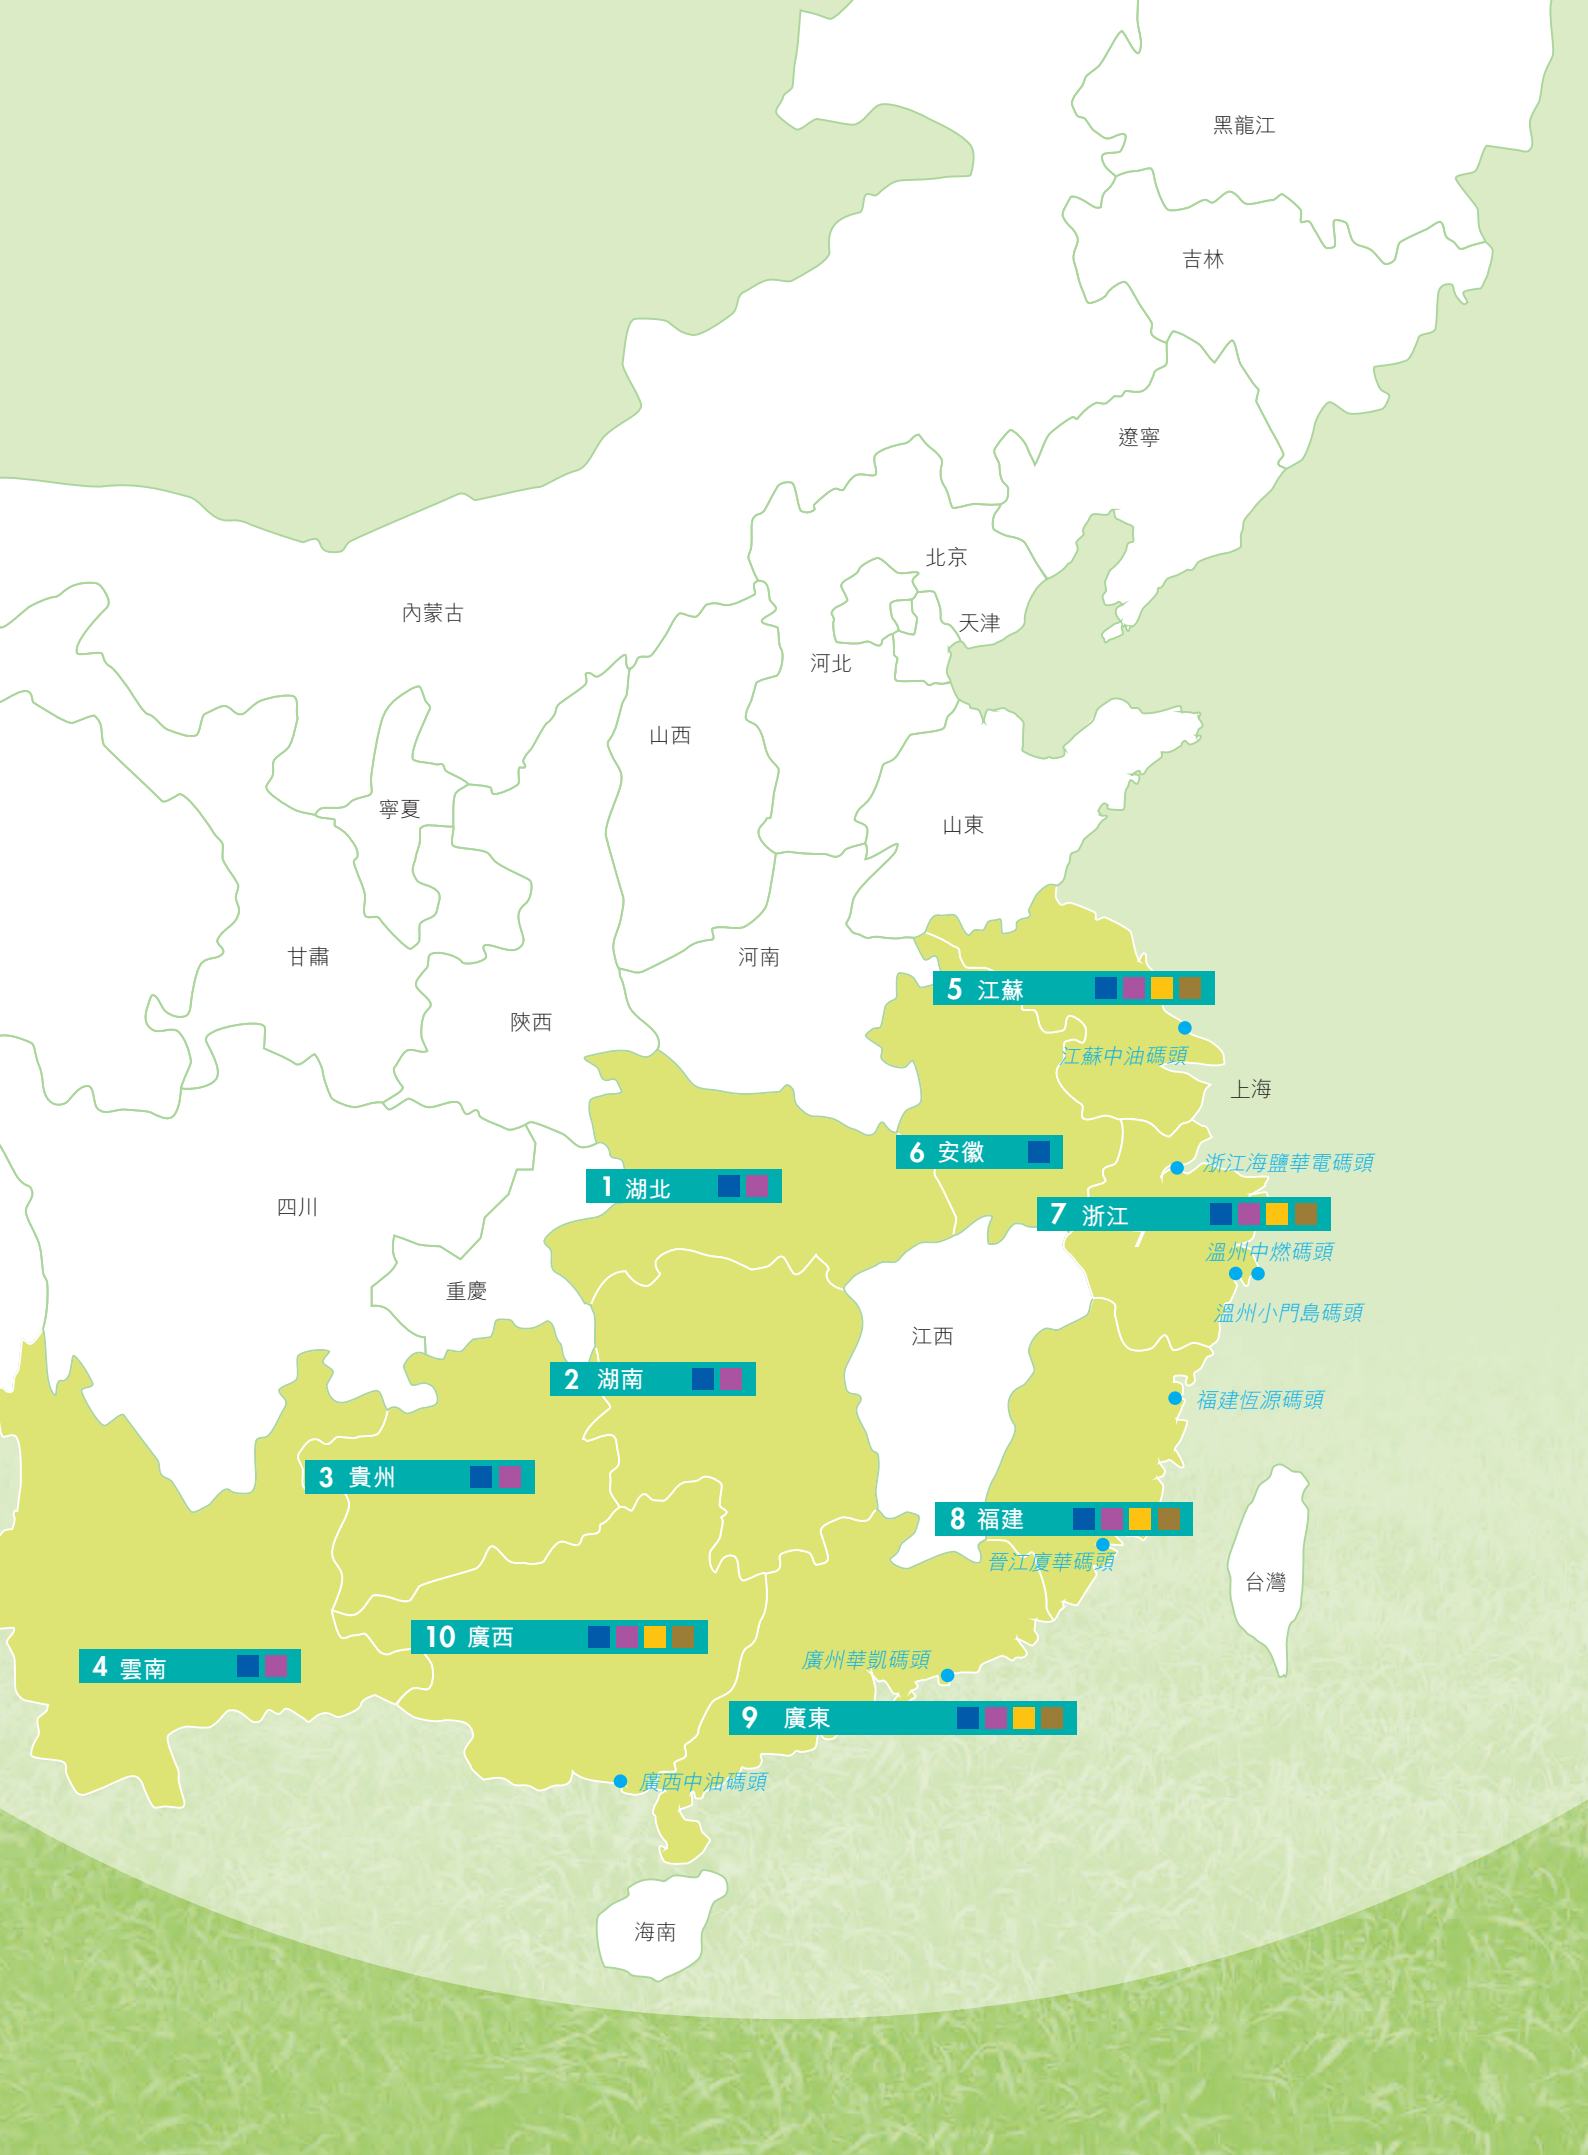 黑龍江
吉林
遼寧
北京
內蒙古
天津
河北
山西
寧夏
山東
甘肅
河南
5 江蘇
陝西
江蘇中油碼頭
上海
6 安徽
浙江海鹽華電碼頭
1 湖北
四川
7 浙江
溫州中燃碼頭
重慶
溫州小門島碼頭
江西
2 湖南
福建恆源碼頭
3 貴州
8 福建
晉江廈華碼頭
台灣
10 廣西
廣州華凱碼頭
4 雲南
9 廣東
廣西中油碼頭
海南